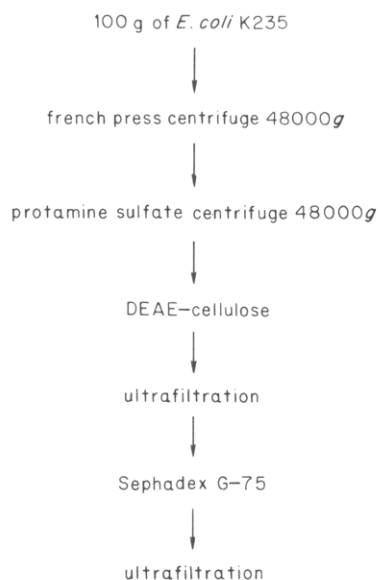 100 g of E. coli K235
french press centrifuge 48000g
protamine sulfate centrifuge 48000g
DEAE-cellulose
ultrafiltration
Sephadex G-75
ultrafiltration